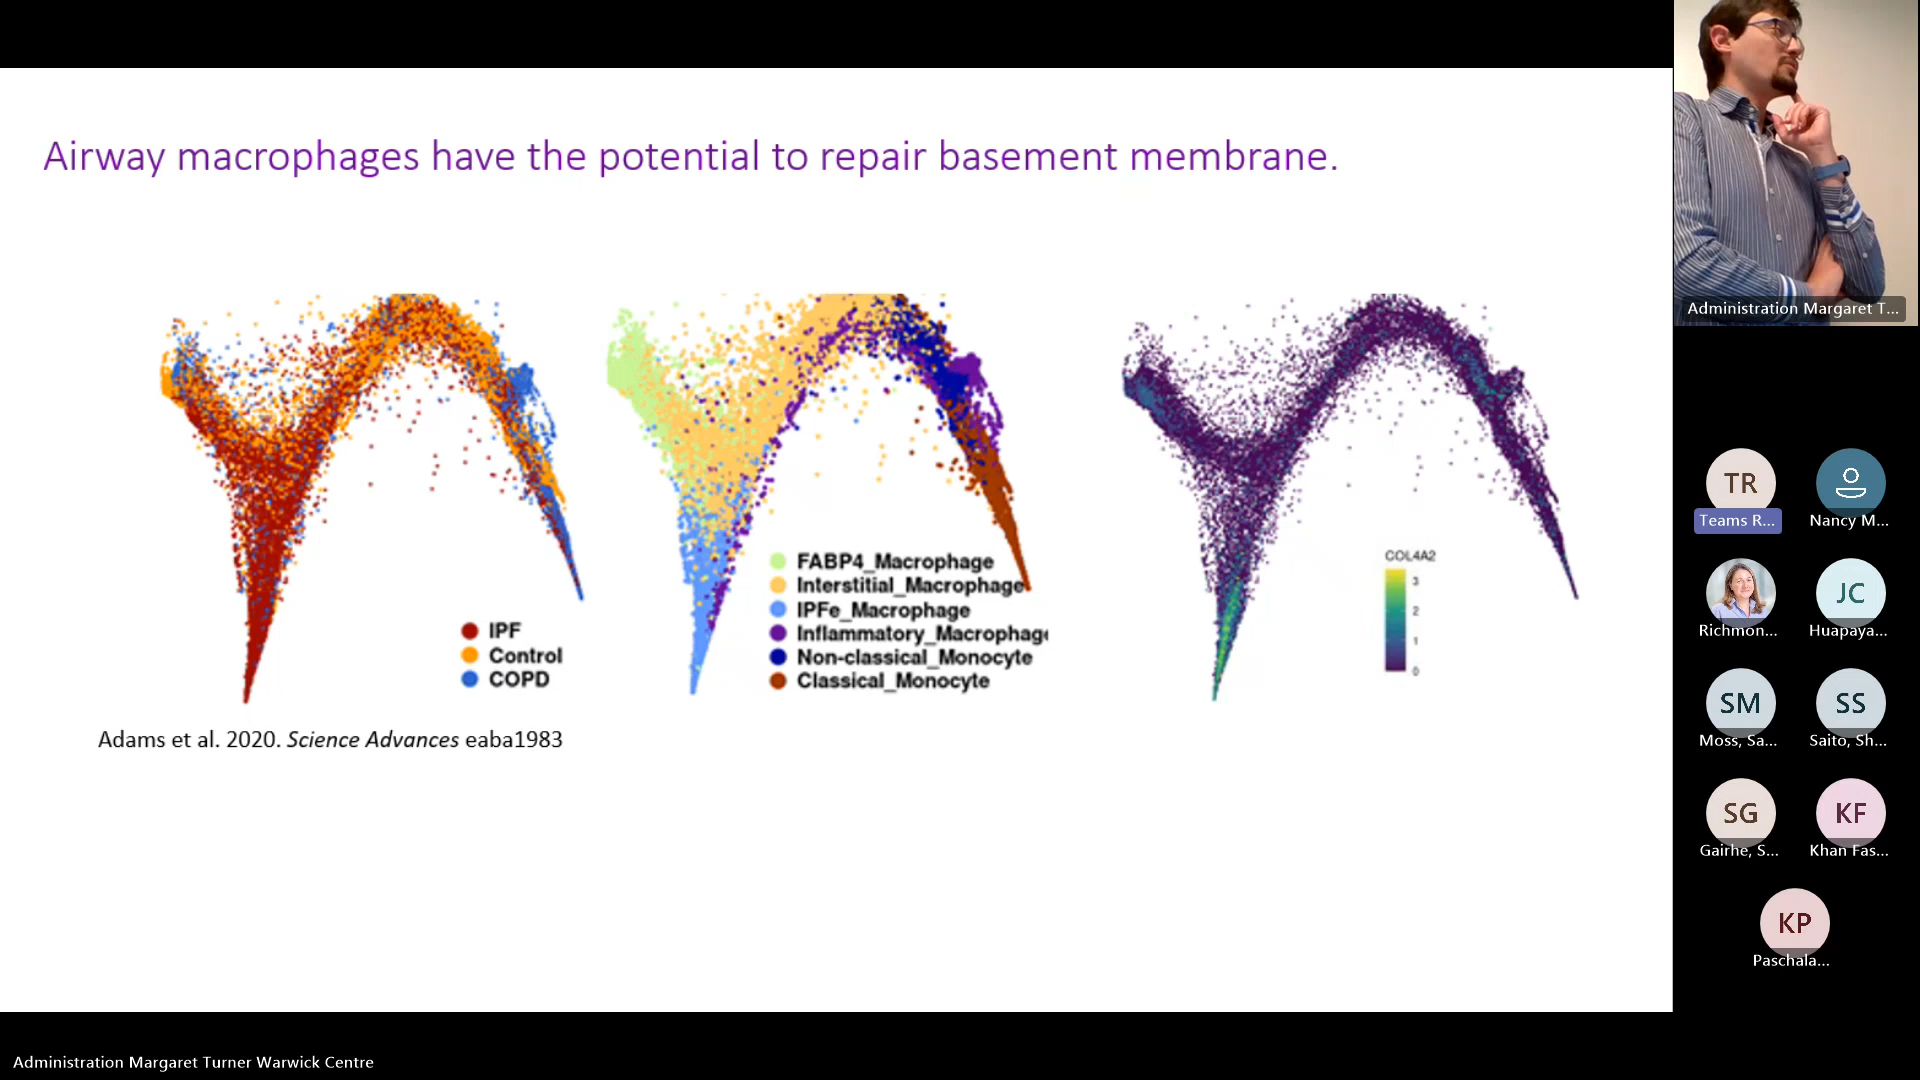 Airway macrophages have the potential to repair basement membrane.
IPF
Control
COPD
FABP4_Macrophage
Interstitial_Macrophage
IPFe_Macrophage
Inflammatory_Macrophage
Non-classical_Monocyte
Classical_Monocyte
COL4A2
3
2
1
0
Adams et al. 2020. Science Advances eaba1983
Administration Margaret T...
TR
Teams R...
Nancy M...
Richmon...
JC
Huapaya...
SM
Moss, Sa...
SS
Saito, Sh...
SG
Gairhe, S...
KF
Khan Fas...
KP
Paschala...
Administration Margaret Turner Warwick Centre